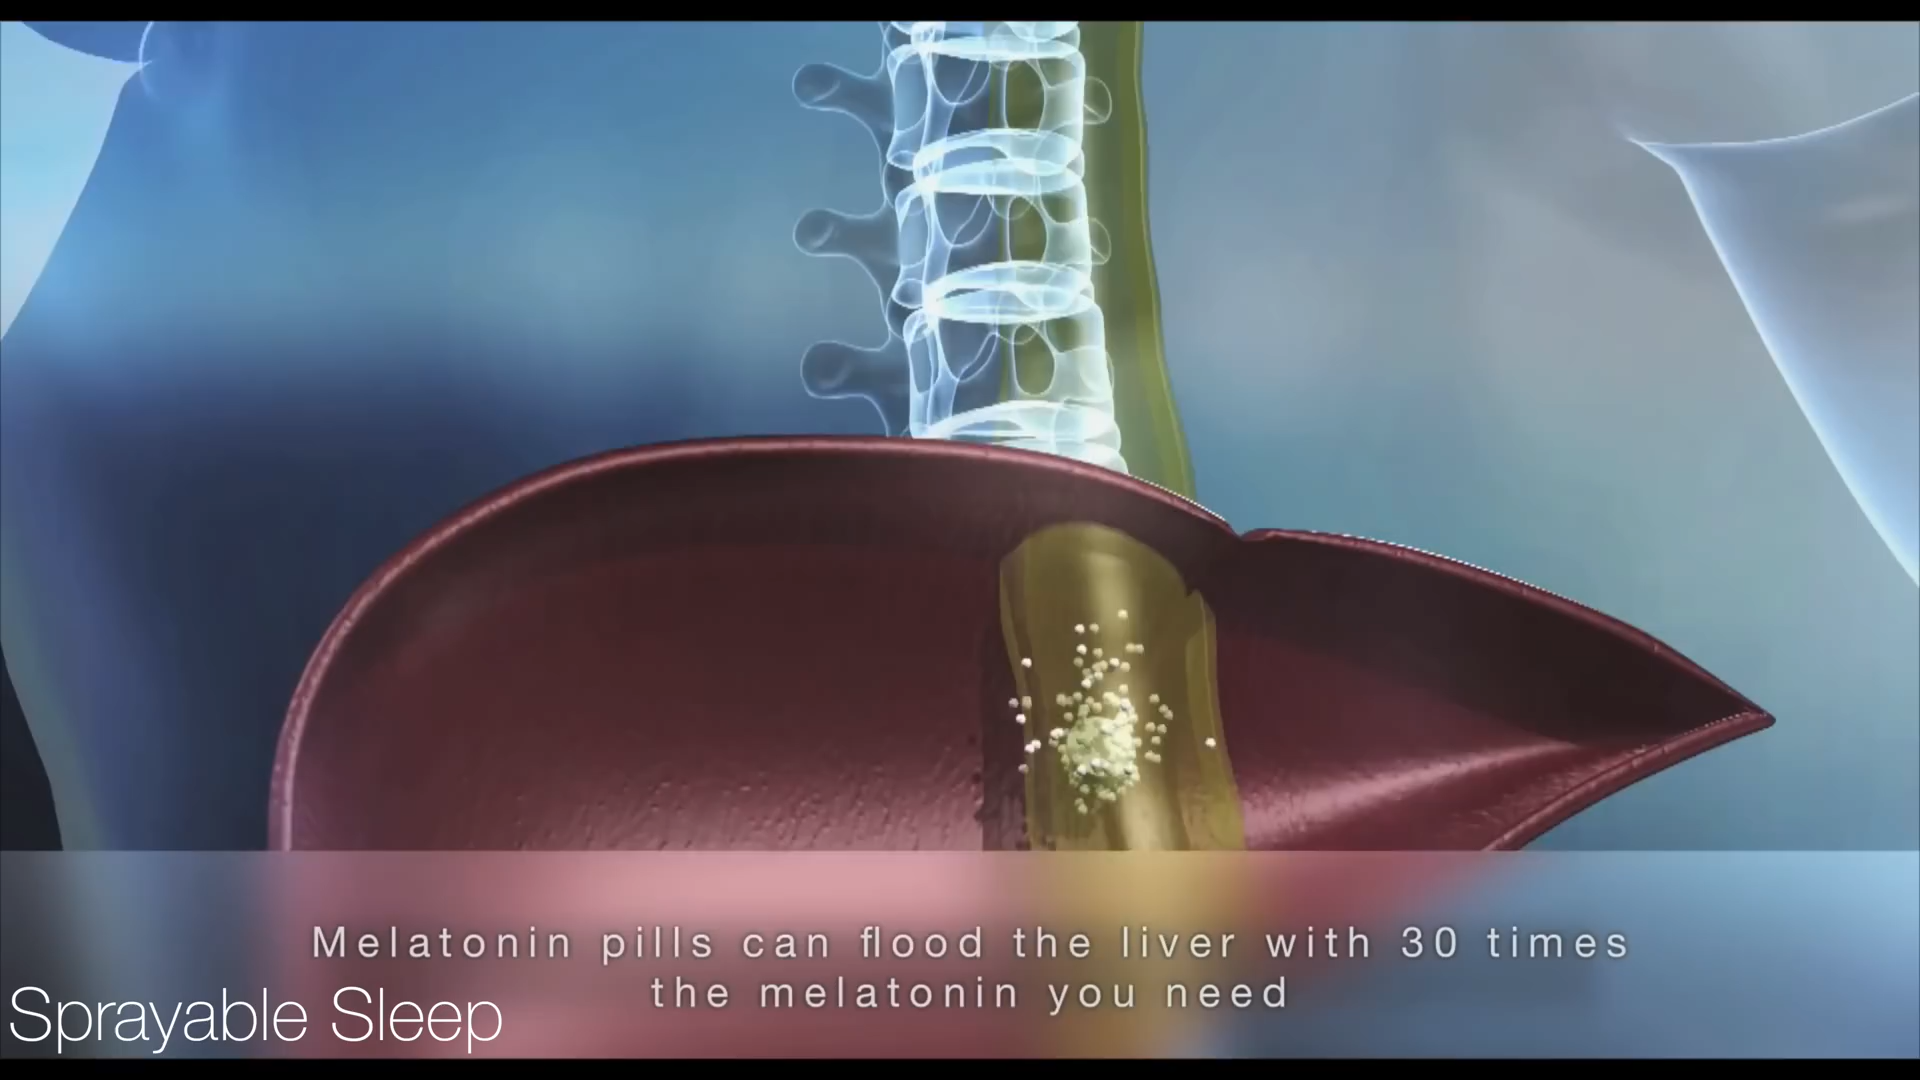 Melatonin pills can flood the liver with 30 times
the melatonin you need
Sprayable Sleep